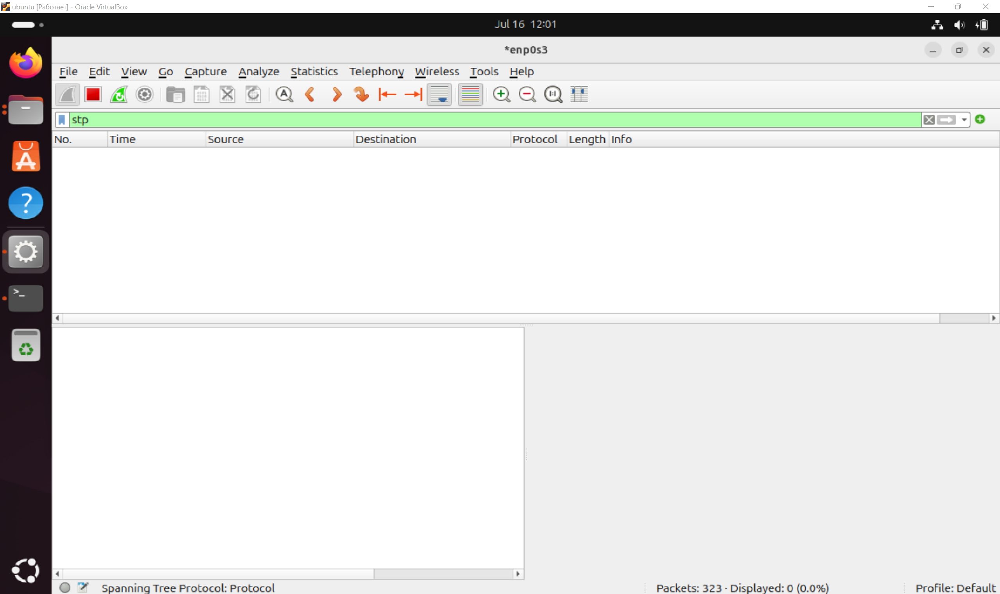 ubuntu [Работает] - Oracle VirtualBox
Jul 16 12:01
*enp0s3
File Edit View Go Capture Analyze Statistics Telephony Wireless Tools Help
stp
No. Time Source Destination Protocol Length Info
Spanning Tree Protocol: Protocol Packets: 323 · Displayed: 0 (0.0%) Profile: Default